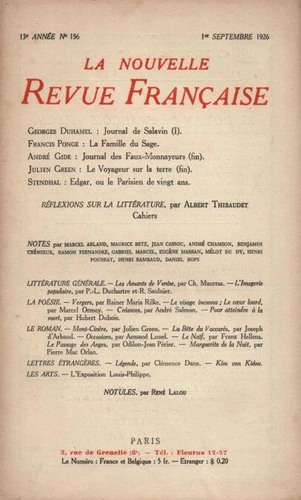 13e ANNÉE No 156 1er SEPTEMBRE 1926
LA NOUVELLE
REVUE FRANÇAISE
GEORGES DUHAMEL : Journal de Salavin (I).
FRANCIS PONGE : La Famille du Sage.
ANDRÉ GIDE : Journal des Faux-Monnayeurs (fin).
JULIEN GREEN : Le Voyageur sur la terre (fin).
STENDHAL : Edgar, ou le Parisien de vingt ans.
RÉFLEXIONS SUR LA LITTÉRATURE, par ALBERT THIBAUDET
Cahiers
NOTES par MARCEL ARLAND, MAURICE BETZ, JEAN CASSOU, ANDRÉ CHAMSON, BENJAMIN
CRÉMIEUX, RAMON FERNANDEZ, GABRIEL MARCEL, EUGÈNE MARSAN, MÉLOT DU DY, HENRI
POURRAT, HENRI RAMBAUD, DANIEL ROPS
LITTÉRATURE GÉNÉRALE. — Les Amants de Venise, par Ch. Maurras. — L'Imagerie
populaire, par P.-L. Duchartre et R. Saulnier.
LA POÉSIE. — Vergers, par Rainer Maria Rilke. — Le visage inconnu ; Le cœur lourd,
par Marcel Ormoy. — Créances, par André Salmon. — Pour atteindre à la
mort, par Hubert Dubois.
LE ROMAN. — Mont-Cinère, par Julien Green. — La Bête du Vaccarès, par Joseph
d'Arbaud. — Occasions, par Armand Lunel. — Le Naïf, par Franz Hellens.
Le Passage des Anges, par Odilon-Jean Périer. — Marguerite de la Nuit, par
Pierre Mac Orlan.
LETTRES ÉTRANGÈRES. — Légende, par Clémence Dane. — Kim van Kiêou.
LES ARTS. — L'Exposition Louis-Philippe.
NOTULES, par RENÉ LALOU
PARIS
3, rue de Grenelle (6e) - Tél. : Fleurus 12-27
Le Numéro : France et Belgique : 5 fr. — Étranger : $ 0.20